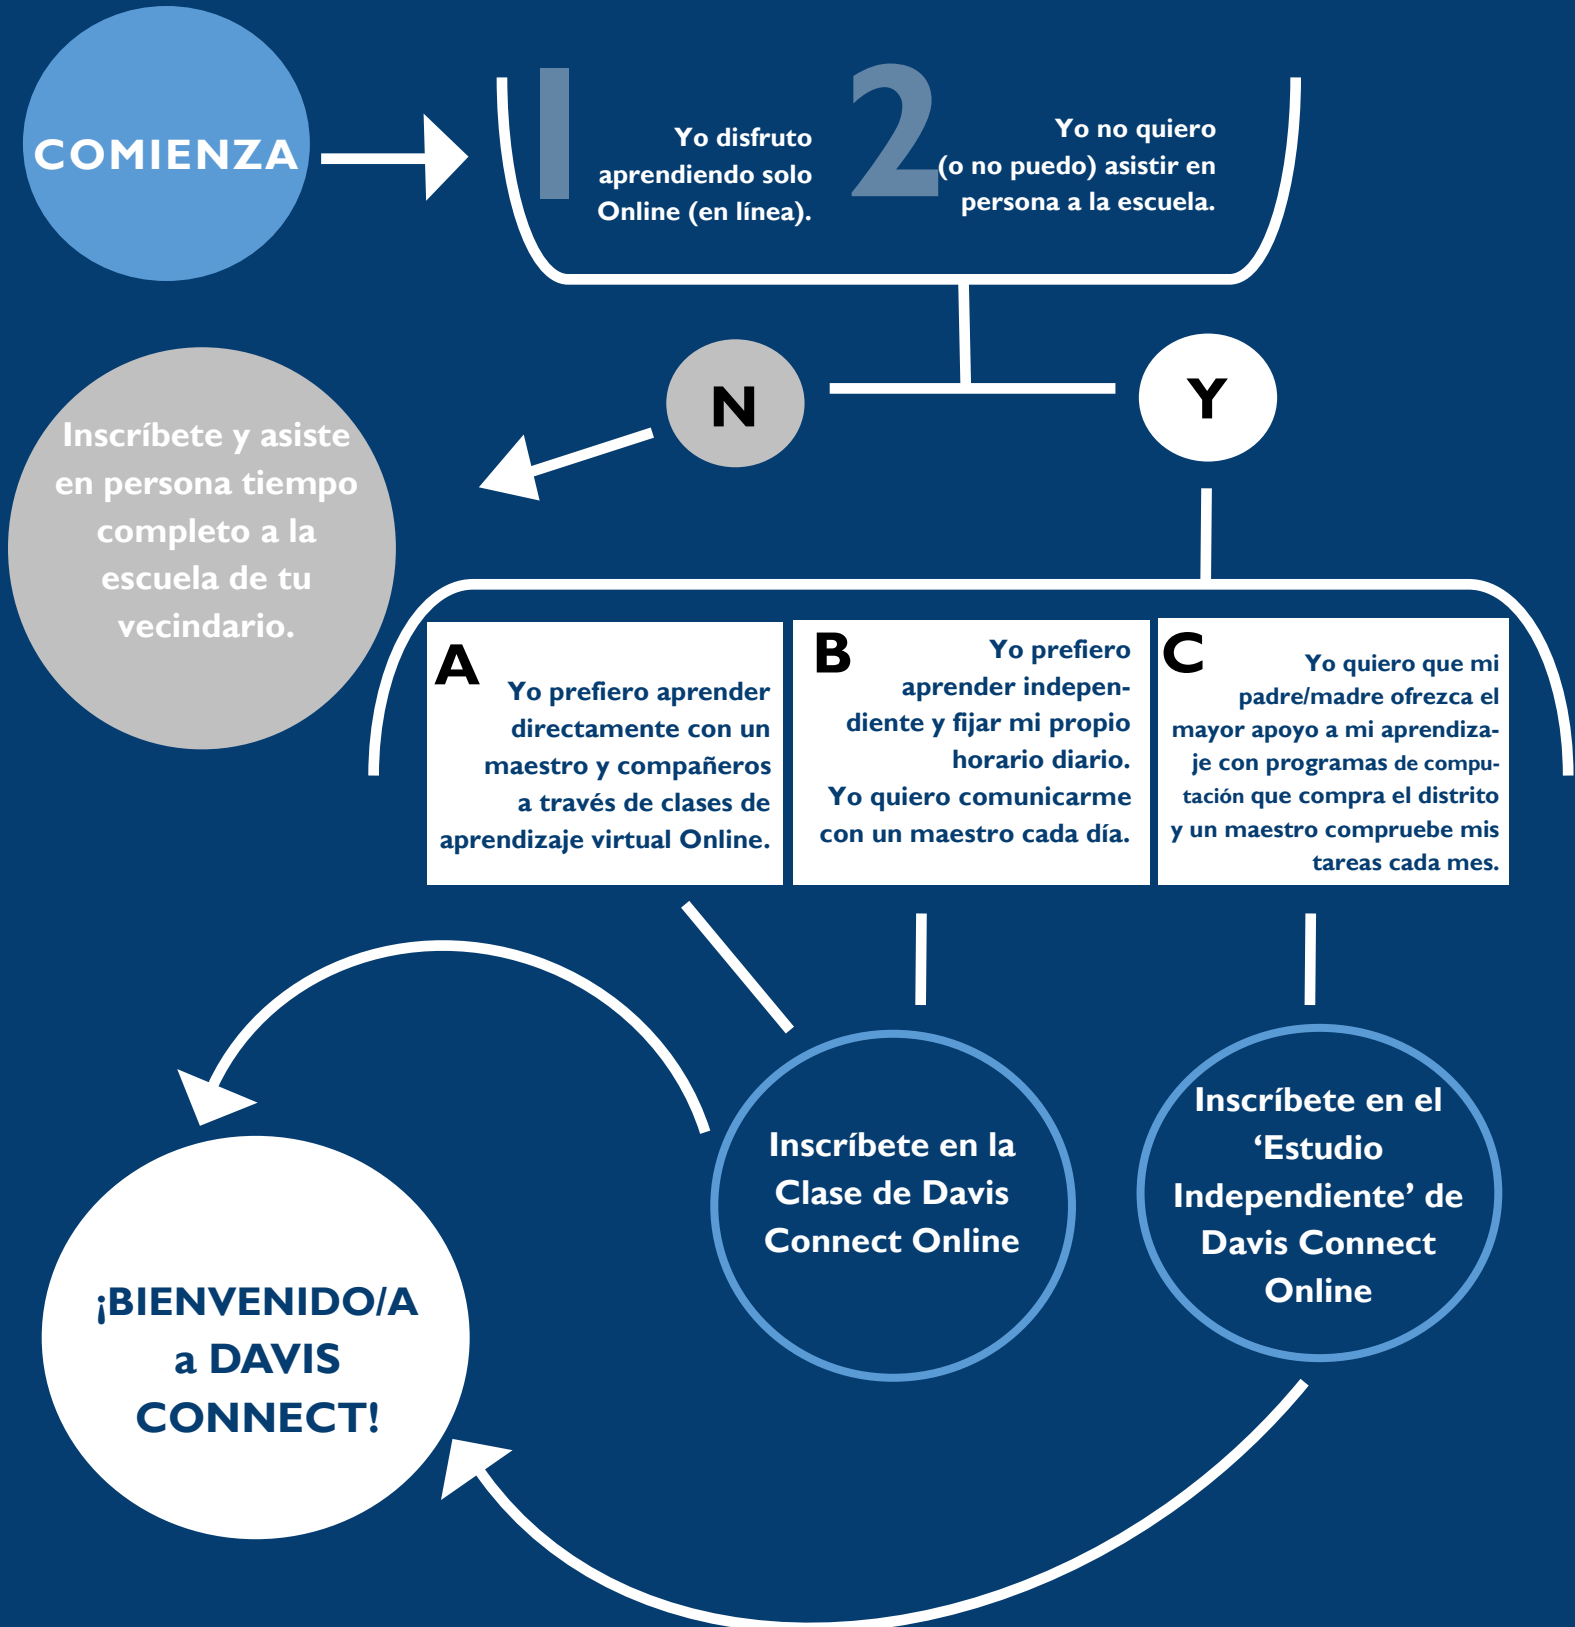 COMIENZA
1
Yo disfruto
aprendiendo solo
Online (en línea).
2
Yo no quiero
(o no puedo) asistir en
persona a la escuela.
N
Y
Inscríbete y asiste
en persona tiempo
completo a la
escuela de tu
vecindario.
A
Yo prefiero aprender
directamente con un
maestro y compañeros
a través de clases de
aprendizaje virtual Online.
B
Yo prefiero
aprender indepen-
diente y fijar mi propio
horario diario.
Yo quiero comunicarme
con un maestro cada día.
C
Yo quiero que mi
padre/madre ofrezca el
mayor apoyo a mi aprendiza-
je con programas de compu-
tación que compra el distrito
y un maestro compruebe mis
tareas cada mes.
Inscríbete en la
Clase de Davis
Connect Online
Inscríbete en el
‘Estudio
Independiente’ de
Davis Connect
Online
¡BIENVENIDO/A
a DAVIS
CONNECT!